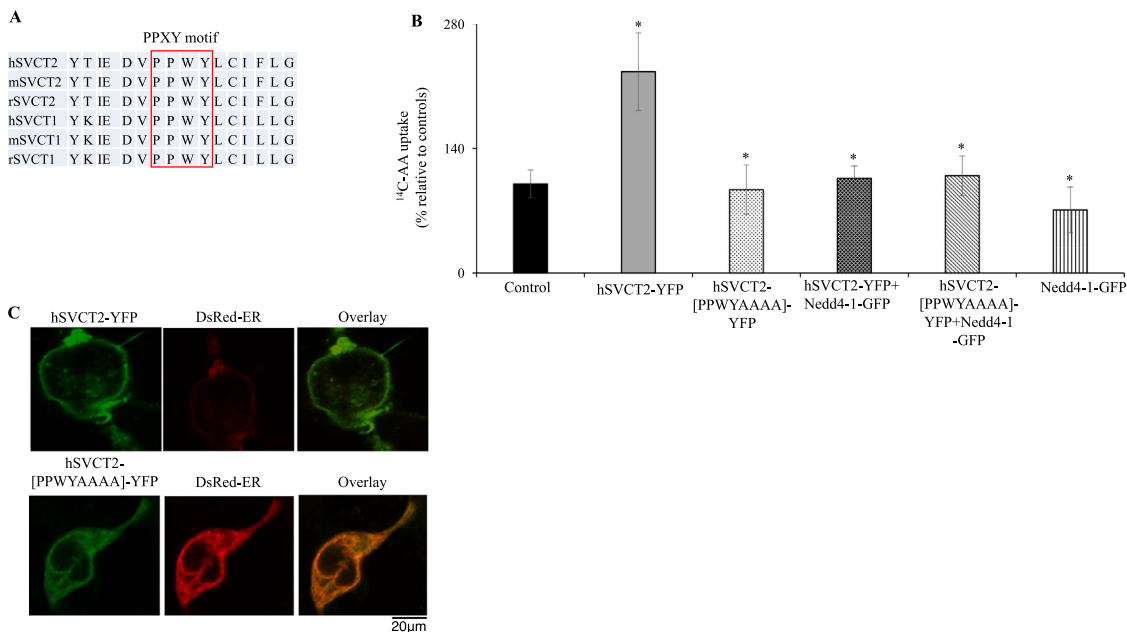 A
PPXY motif
hSVCT2 Y T IE D V P P W Y L C I F L G
mSVCT2 Y T IE D V P P W Y L C I F L G
rSVCT2 Y T IE D V P P W Y L C I F L G
hSVCT1 Y K IE D V P P W Y L C I L L G
mSVCT1 Y K IE D V P P W Y L C I L L G
rSVCT1 Y K IE D V P P W Y L C I L L G
B
14C-AA uptake
(% relative to controls)
280
140
0
*
*
*
*
*
Control
hSVCT2-YFP
hSVCT2-
[PPWYAAAA]-
YFP
hSVCT2-YFP+
Nedd4-1-GFP
hSVCT2-
[PPWYAAAA]-
YFP+Nedd4-1
-GFP
Nedd4-1-GFP
C
hSVCT2-YFP DsRed-ER Overlay
hSVCT2-
[PPWYAAAA]-YFP DsRed-ER Overlay
20μm